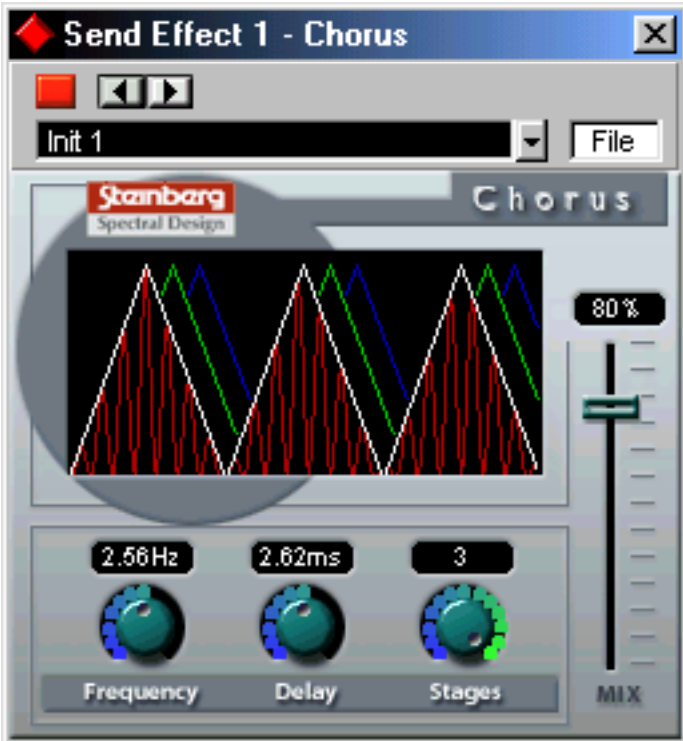 Send Effect 1 - Chorus
Init 1
File
Steinberg
Spectral Design
Chorus
80%
2.56Hz
2.62ms
3
Frequency
Delay
Stages
MIX